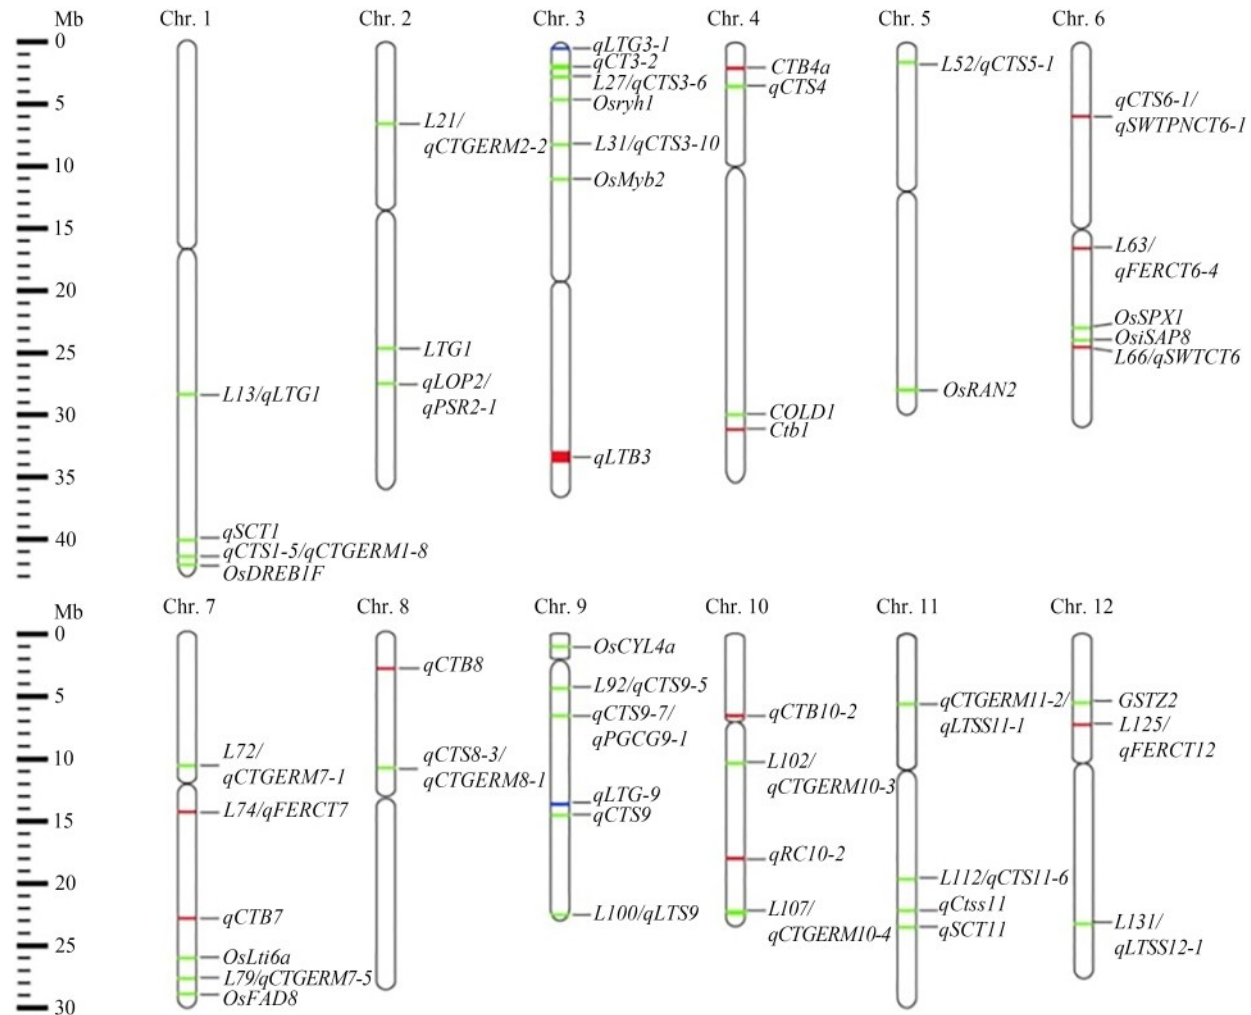 Mb Chr. 1 Chr. 2 Chr. 3 Chr. 4 Chr. 5 Chr. 6
0
5
10
15
20
25
30
35
40
L13/qLTG1
qSCT1
qCTS1-5/qCTGERM1-8
OsDREB1F
L21/
qCTGERM2-2
LTG1
qLOP2/
qPSR2-1
qLTG3-1
qCT3-2
L27/qCTS3-6
Osryh1
L31/qCTS3-10
OsMyb2
qLTB3
CTB4a
qCTS4
COLD1
Ctb1
L52/qCTS5-1
OsRAN2
qCTS6-1/
qSWTPNCT6-1
L63/
qFERCT6-4
OsSPX1
OsiSAP8
L66/qSWTCT6
Mb Chr. 7 Chr. 8 Chr. 9 Chr. 10 Chr. 11 Chr. 12
0
5
10
15
20
25
30
L72/
qCTGERM7-1
L74/qFERCT7
qCTB7
OsLti6a
L79/qCTGERM7-5
OsFAD8
qCTB8
qCTS8-3/
qCTGERM8-1
OsCYL4a
L92/qCTS9-5
qCTS9-7/
qPGCG9-1
qLTG-9
qCTS9
L100/qLTS9
qCTB10-2
L102/
qCTGERM10-3
qRC10-2
L107/
qCTGERM10-4
qCTGERM11-2/
qLTSS11-1
L112/qCTS11-6
qCtss11
qSCT11
GSTZ2
L125/
qFERCT12
L131/
qLTSS12-1